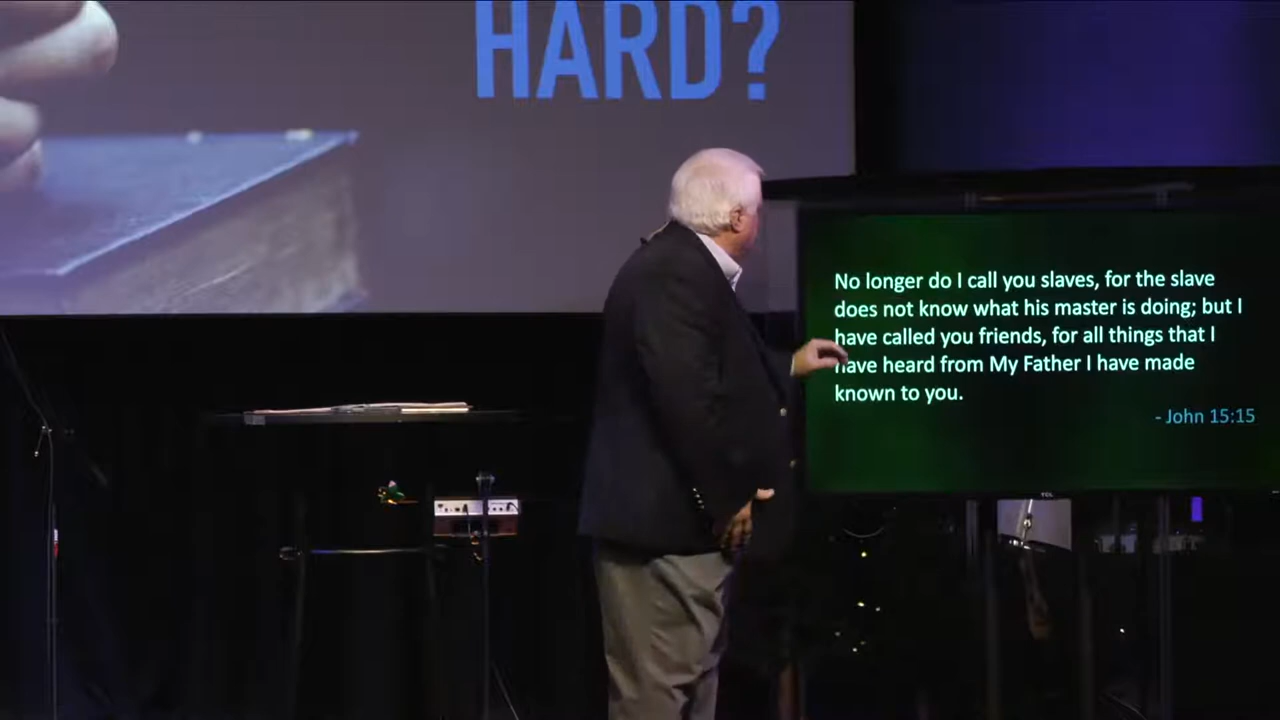 HARD?
No longer do I call you slaves, for the slave
does not know what his master is doing; but I
have called you friends, for all things that I
have heard from My Father I have made
known to you.
- John 15:15
TCL